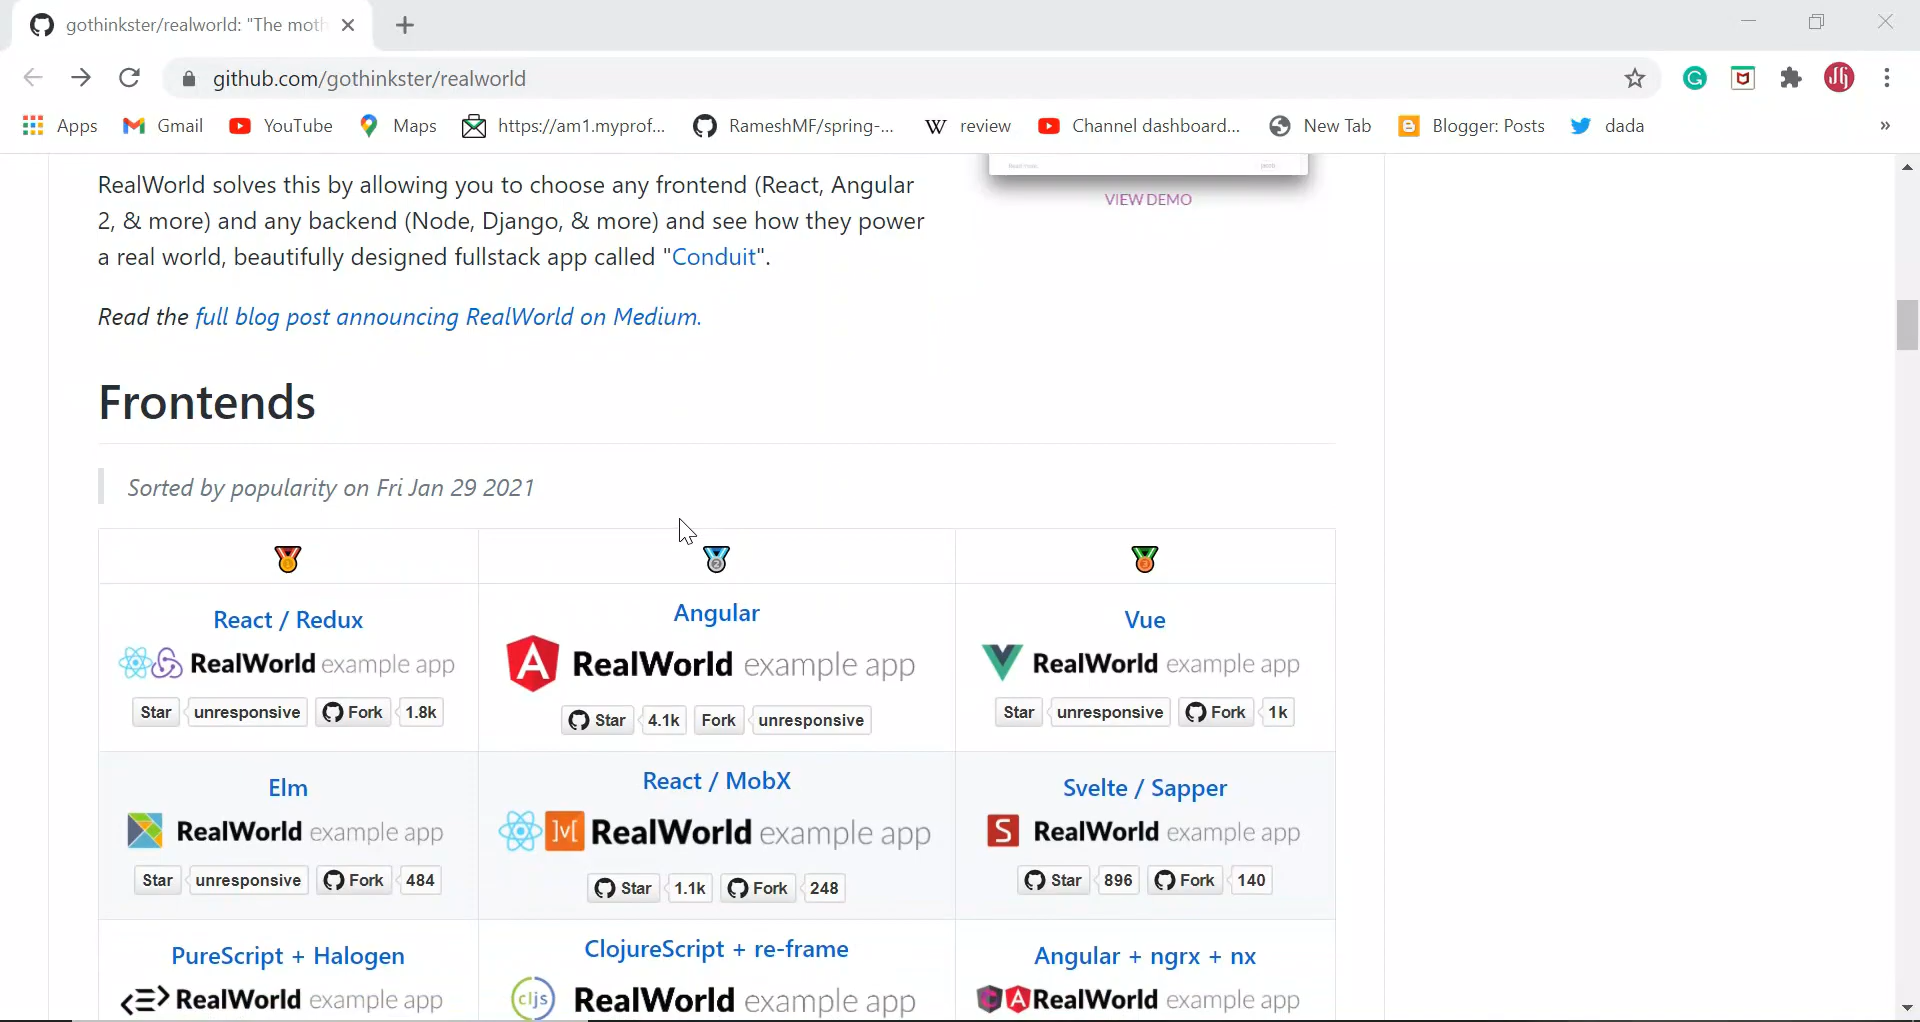 gothinkster/realworld: "The moth
github.com/gothinkster/realworld
Apps Gmail YouTube Maps https://am1.myprof... RameshMF/spring-... review Channel dashboard... New Tab Blogger: Posts dada »
RealWorld solves this by allowing you to choose any frontend (React, Angular
2, & more) and any backend (Node, Django, & more) and see how they power
a real world, beautifully designed fullstack app called "Conduit".
VIEW DEMO
Read the full blog post announcing RealWorld on Medium.
Frontends
Sorted by popularity on Fri Jan 29 2021
React / Redux
RealWorld example app
Star unresponsive Fork 1.8k
Angular
RealWorld example app
Star 4.1k Fork unresponsive
Vue
RealWorld example app
Star unresponsive Fork 1k
Elm
RealWorld example app
Star unresponsive Fork 484
React / MobX
RealWorld example app
Star 1.1k Fork 248
Svelte / Sapper
RealWorld example app
Star 896 Fork 140
PureScript + Halogen
RealWorld example app
ClojureScript + re-frame
cljs RealWorld example app
Angular + ngrx + nx
RealWorld example app